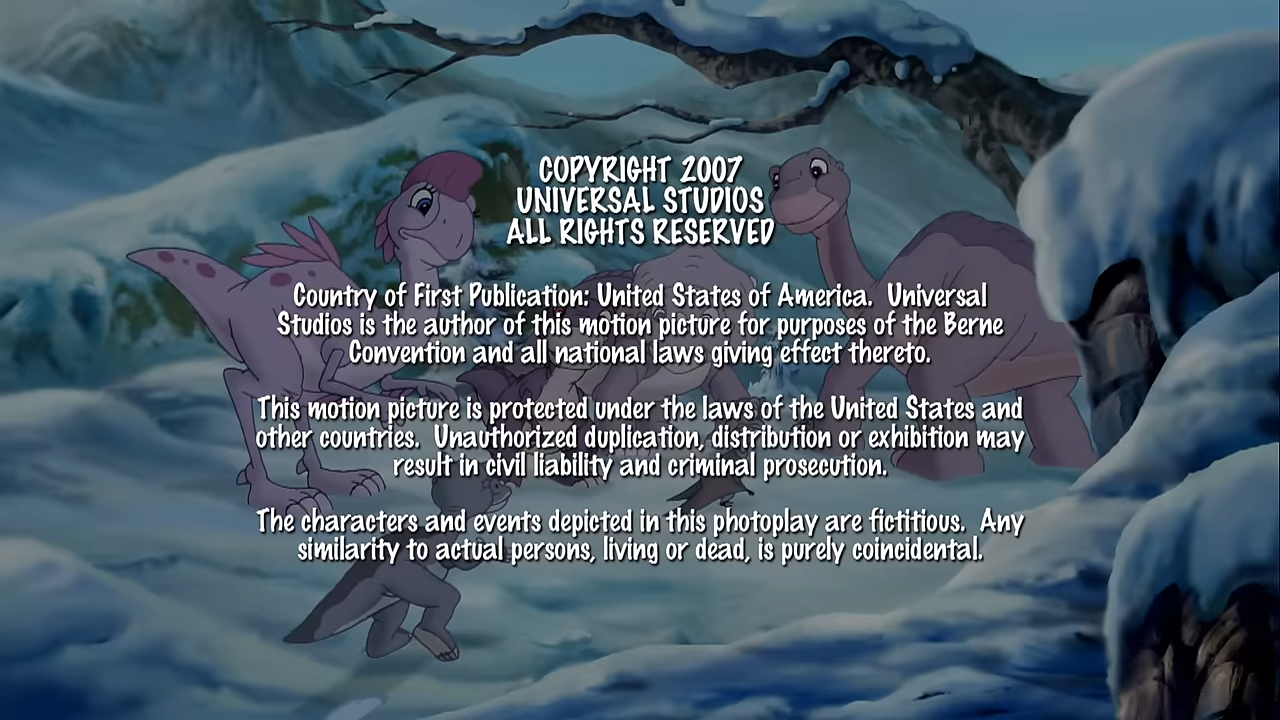 COPYRIGHT 2007
UNIVERSAL STUDIOS
ALL RIGHTS RESERVED
Country of First Publication: United States of America.  Universal
Studios is the author of this motion picture for purposes of the Berne
Convention and all national laws giving effect thereto.
This motion picture is protected under the laws of the United States and
other countries.  Unauthorized duplication, distribution or exhibition may
result in civil liability and criminal prosecution.
The characters and events depicted in this photoplay are fictitious.  Any
similarity to actual persons, living or dead, is purely coincidental.